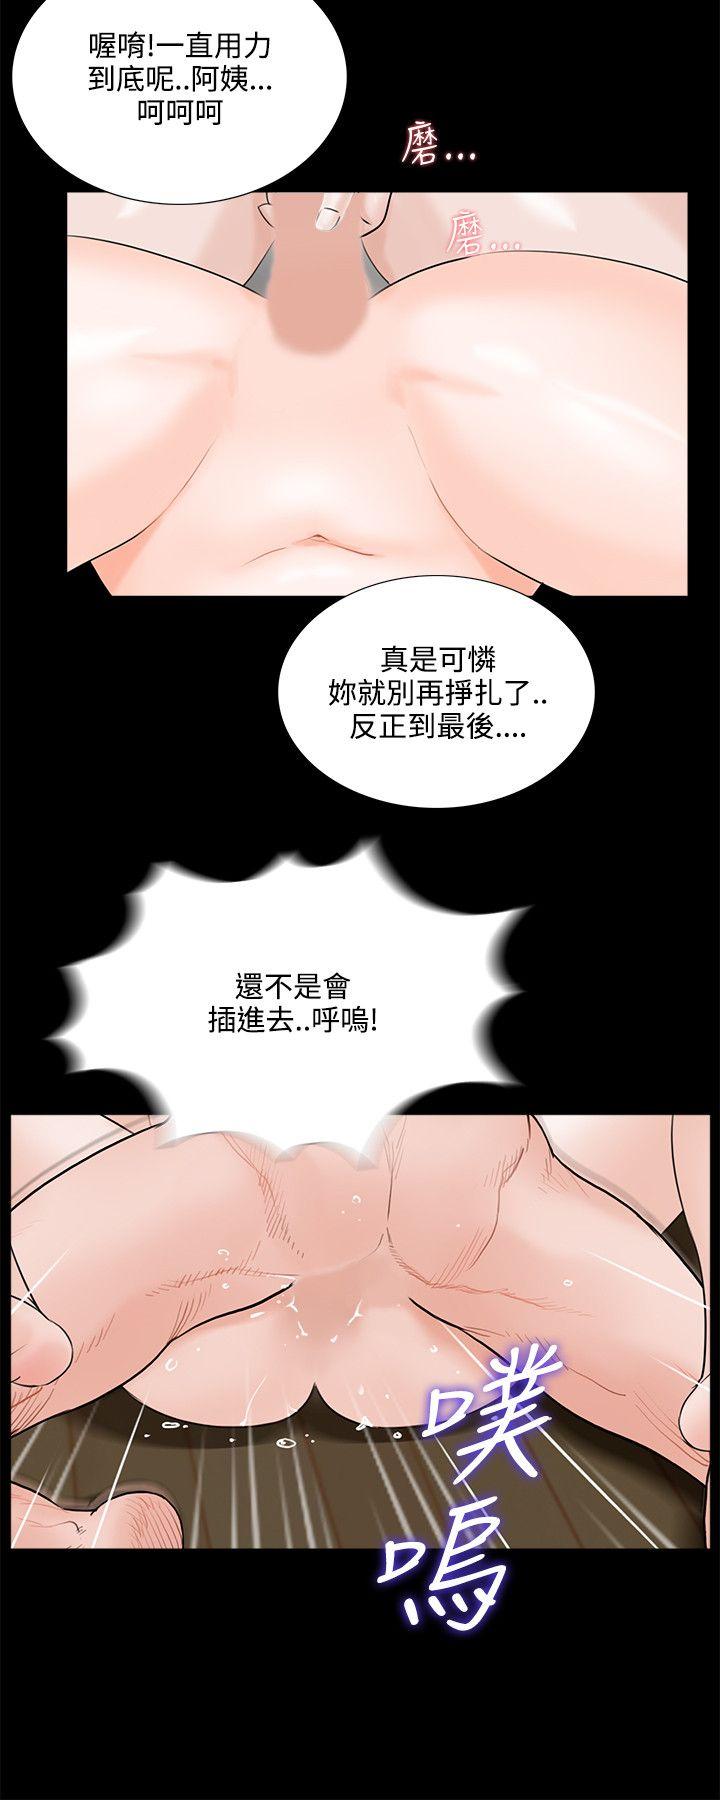 喔唷!一直用力
到底呢..阿姨...
呵呵呵
磨...
磨...
真是可憐
妳就別再掙扎了..
反正到最後....
還不是會
插進去..呼嗚!
噗
嗚